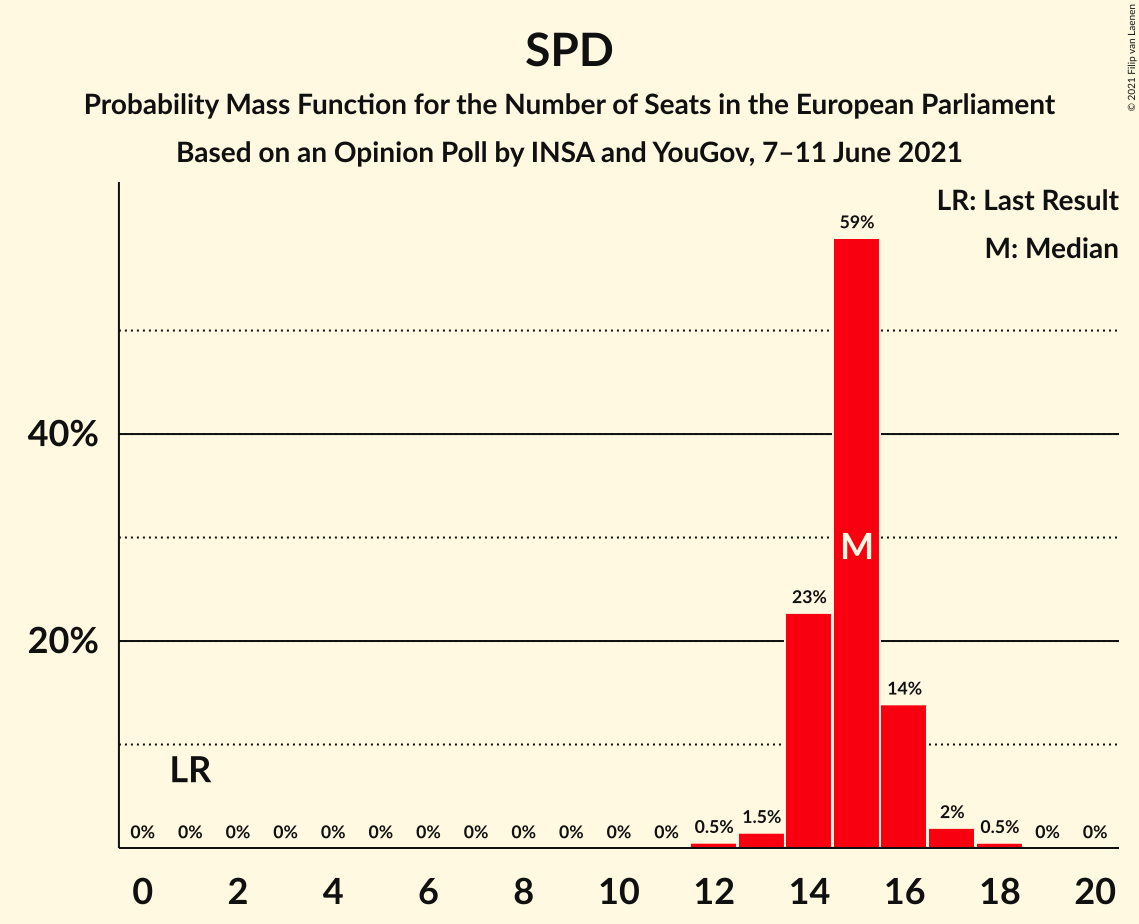 SPD
Probability Mass Function for the Number of Seats in the European Parliament
Based on an Opinion Poll by INSA and YouGov, 7–11 June 2021
© 2021 Filip van Laenen
LR: Last Result
M: Median
59%
40%
M
23%
20%
14%
LR
0% 0% 0% 0% 0% 0% 0% 0% 0% 0% 0% 0% 0.5% 1.5% 2% 0.5% 0% 0%
0 2 4 6 8 10 12 14 16 18 20